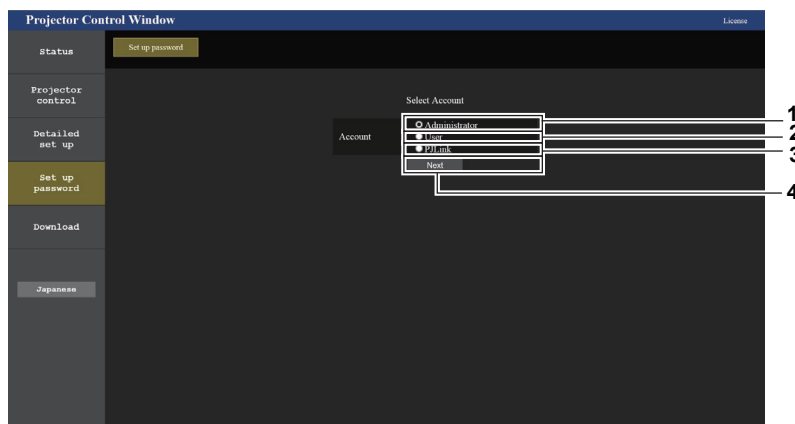 Projector Control Window
License
Status
Set up password
Projector
control
Select Account
Account
Administrator
User
PJLink
Next
Detailed
set up
Set up
password
Download
Japanese
1
2
3
4